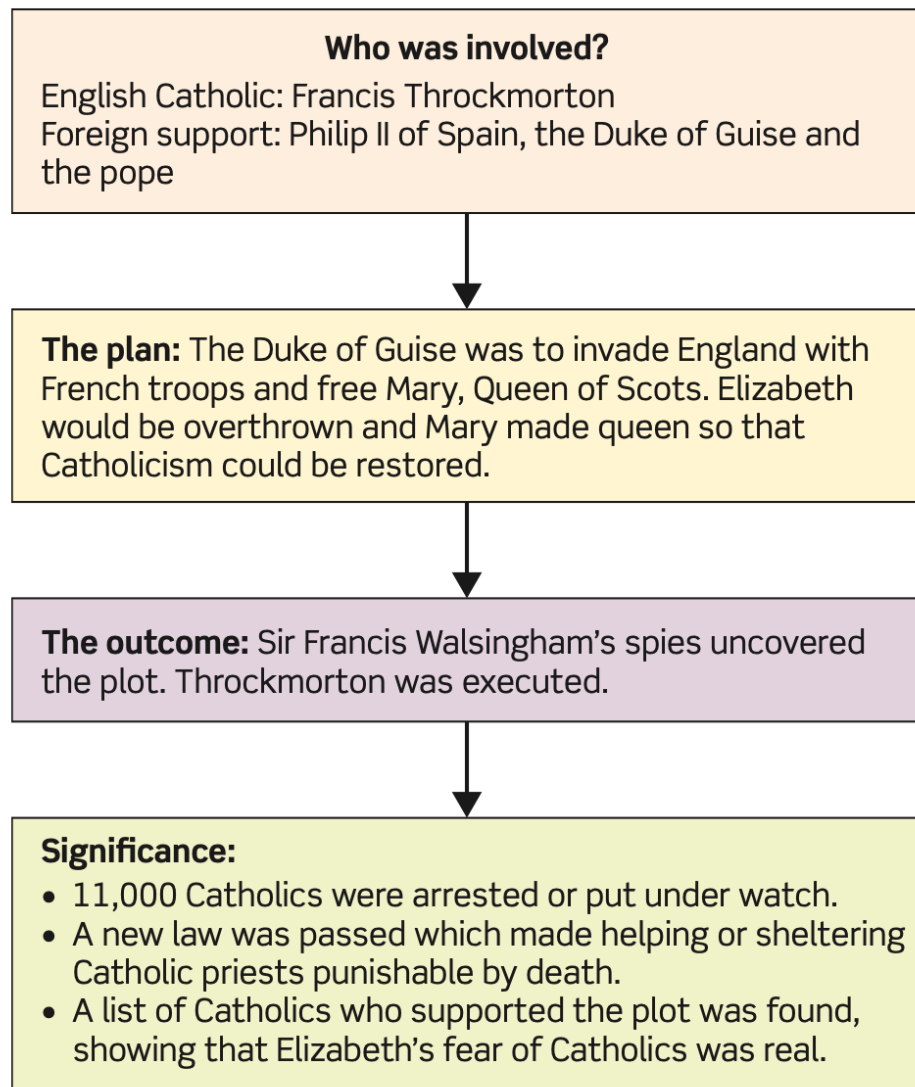 Who was involved?
English Catholic: Francis Throckmorton
Foreign support: Philip II of Spain, the Duke of Guise and
the pope
The plan: The Duke of Guise was to invade England with
French troops and free Mary, Queen of Scots. Elizabeth
would be overthrown and Mary made queen so that
Catholicism could be restored.
The outcome: Sir Francis Walsingham’s spies uncovered
the plot. Throckmorton was executed.
Significance:
• 11,000 Catholics were arrested or put under watch.
• A new law was passed which made helping or sheltering
Catholic priests punishable by death.
• A list of Catholics who supported the plot was found,
showing that Elizabeth’s fear of Catholics was real.